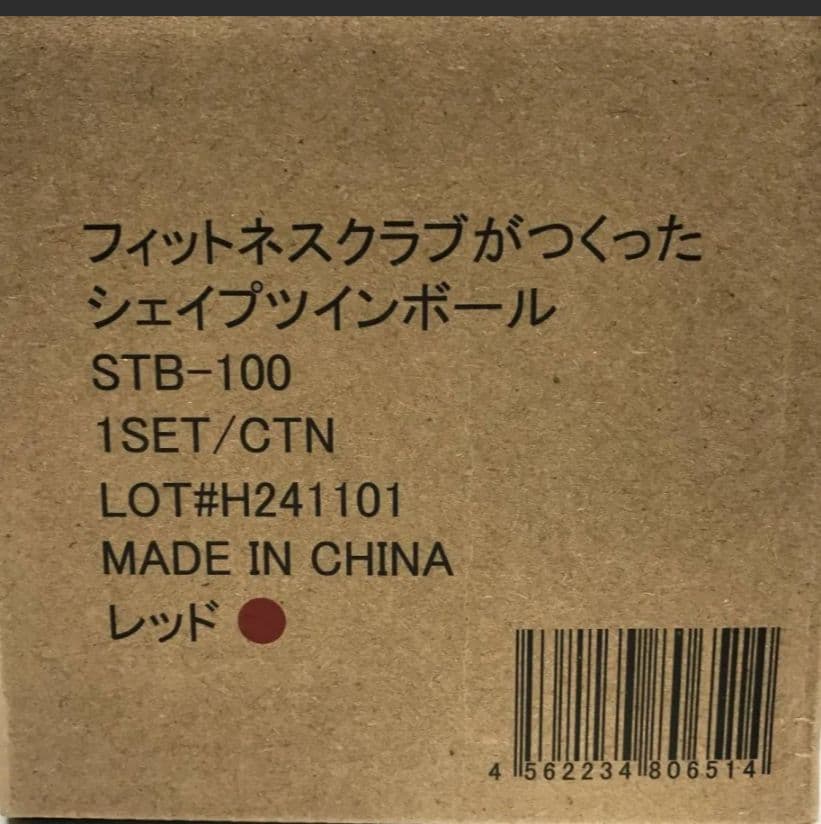 フィットネスクラブがつくった
シェイプツインボール
STB-100
1SET/CTN
LOT#H241101
MADE IN CHINA
レッド
4 562234 806514